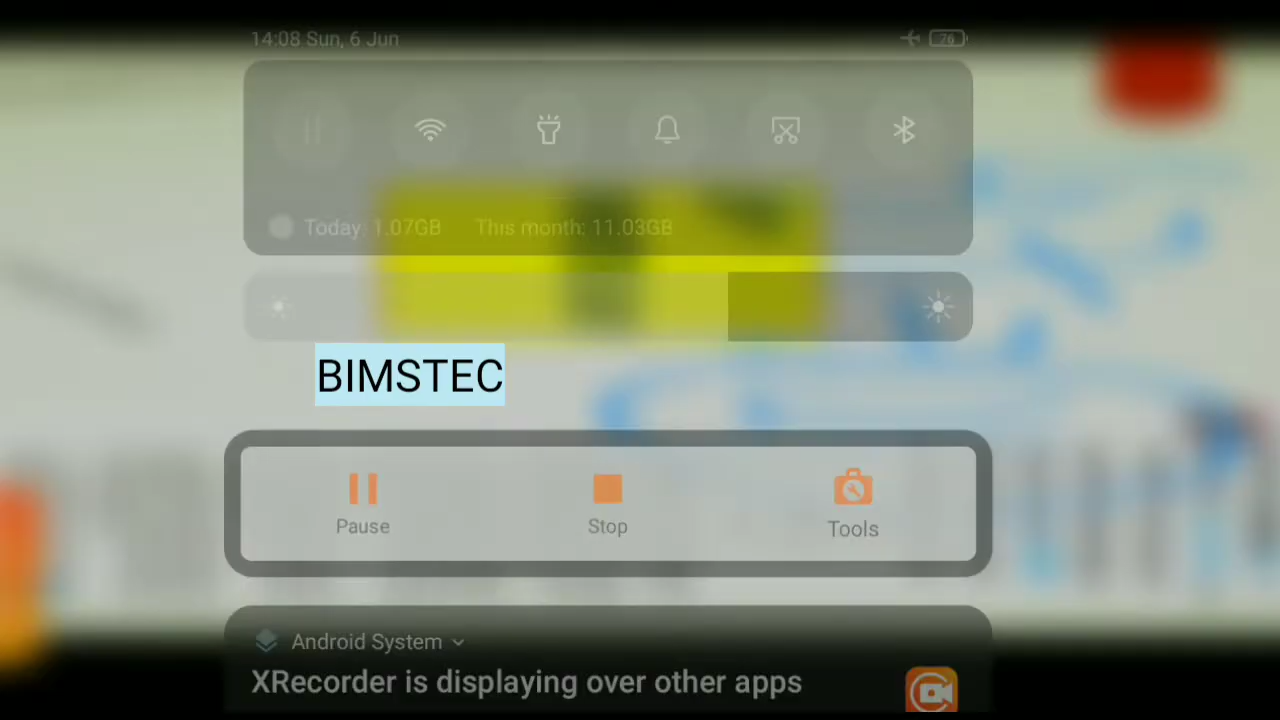 14:08 Sun, 6 Jun 76
Today: 1.07GB This month: 11.03GB
BIMSTEC
Pause Stop Tools
Android System
XRecorder is displaying over other apps